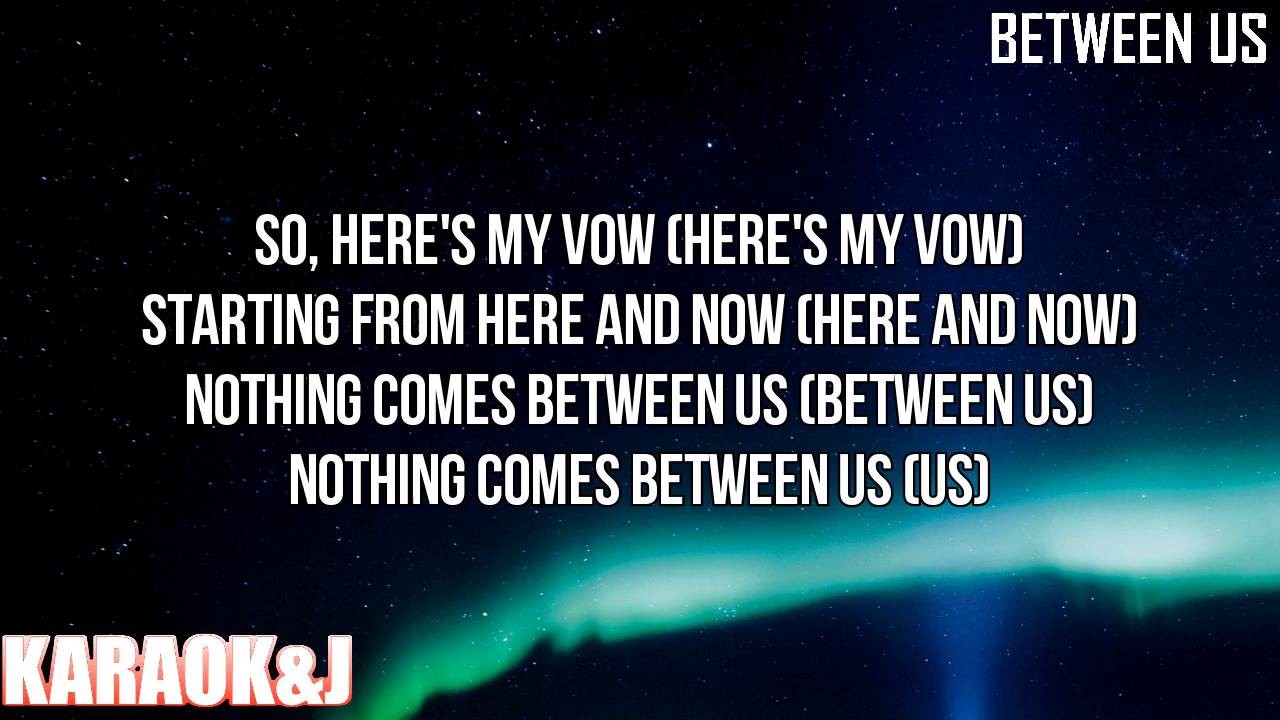 BETWEEN US
SO, HERE'S MY VOW (HERE'S MY VOW)
STARTING FROM HERE AND NOW (HERE AND NOW)
NOTHING COMES BETWEEN US (BETWEEN US)
NOTHING COMES BETWEEN US (US)
KARAOK&J